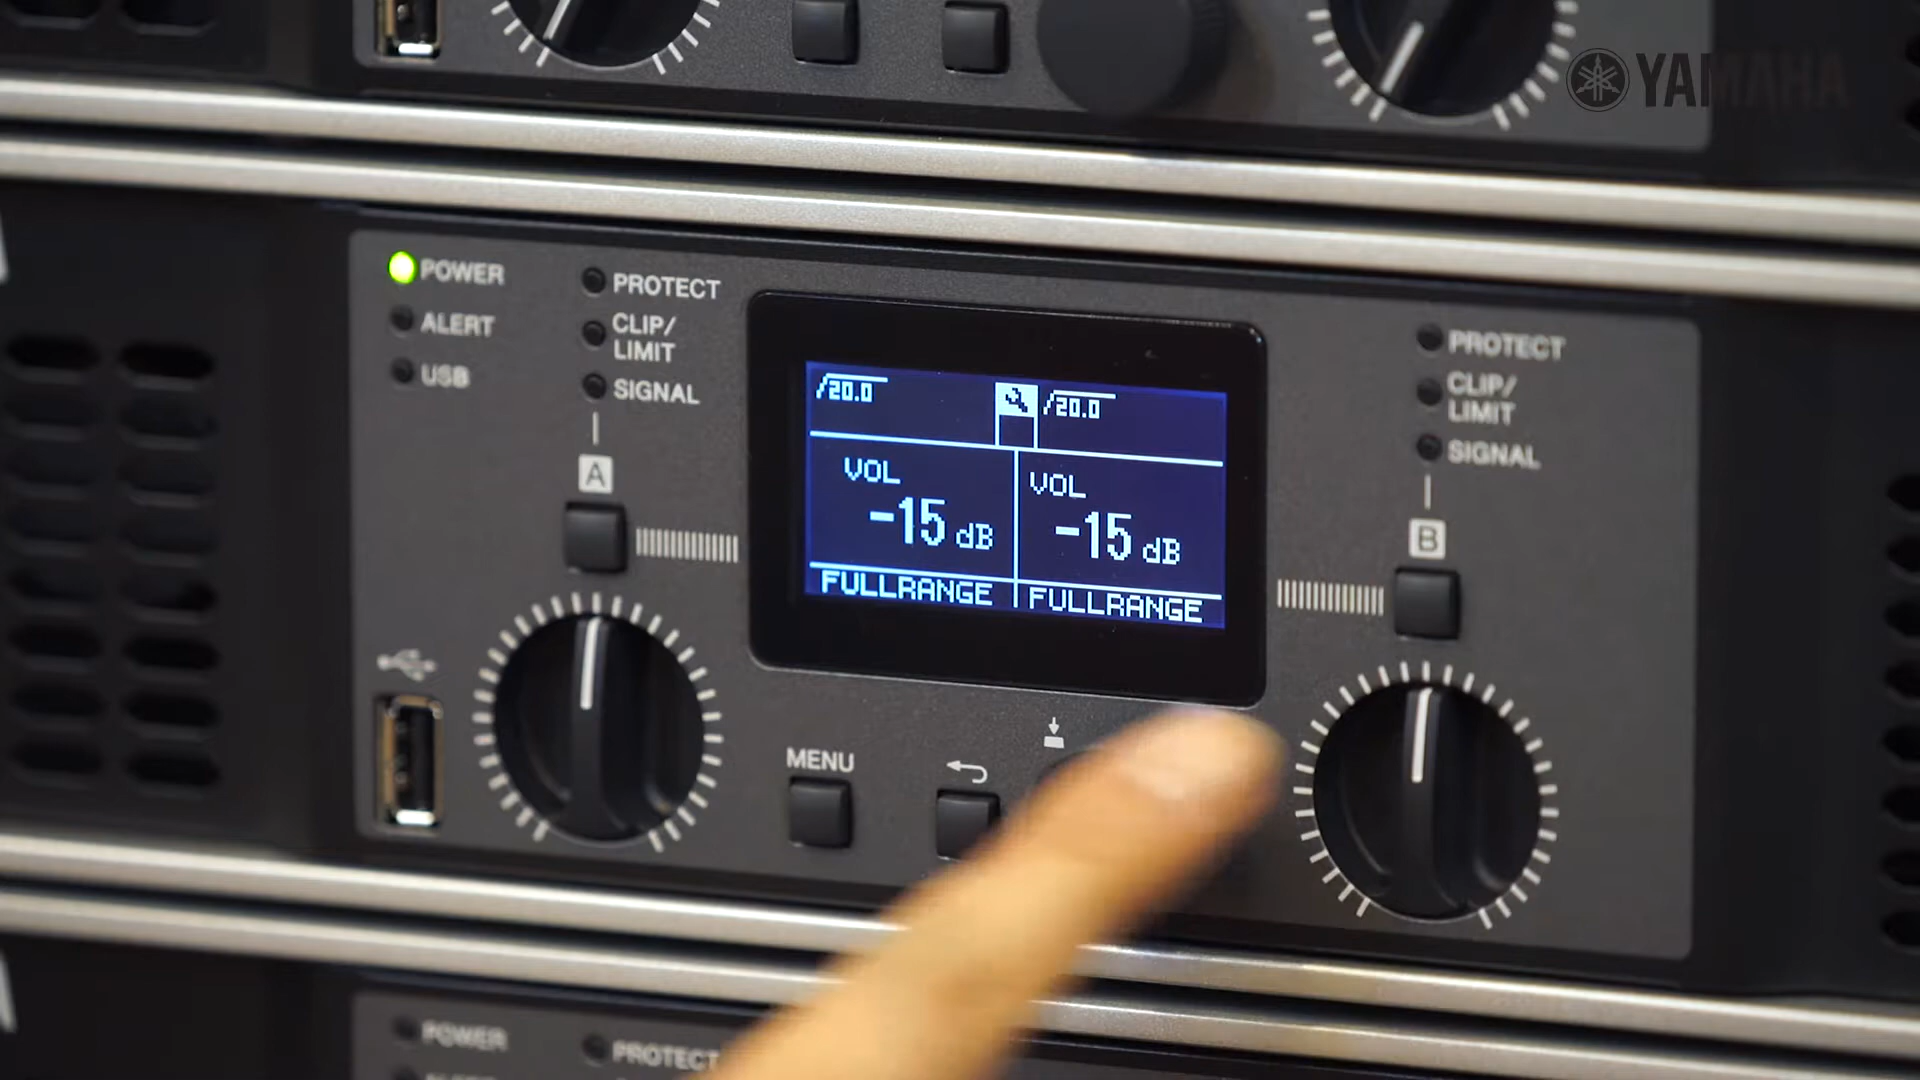 YAMAHA
POWER
ALERT
USB
PROTECT
CLIP/
LIMIT
SIGNAL
A
/20.0
/20.0
VOL
-15 dB
FULLRANGE
VOL
-15 dB
FULLRANGE
PROTECT
CLIP/
LIMIT
SIGNAL
B
MENU
POWER
PROTECT